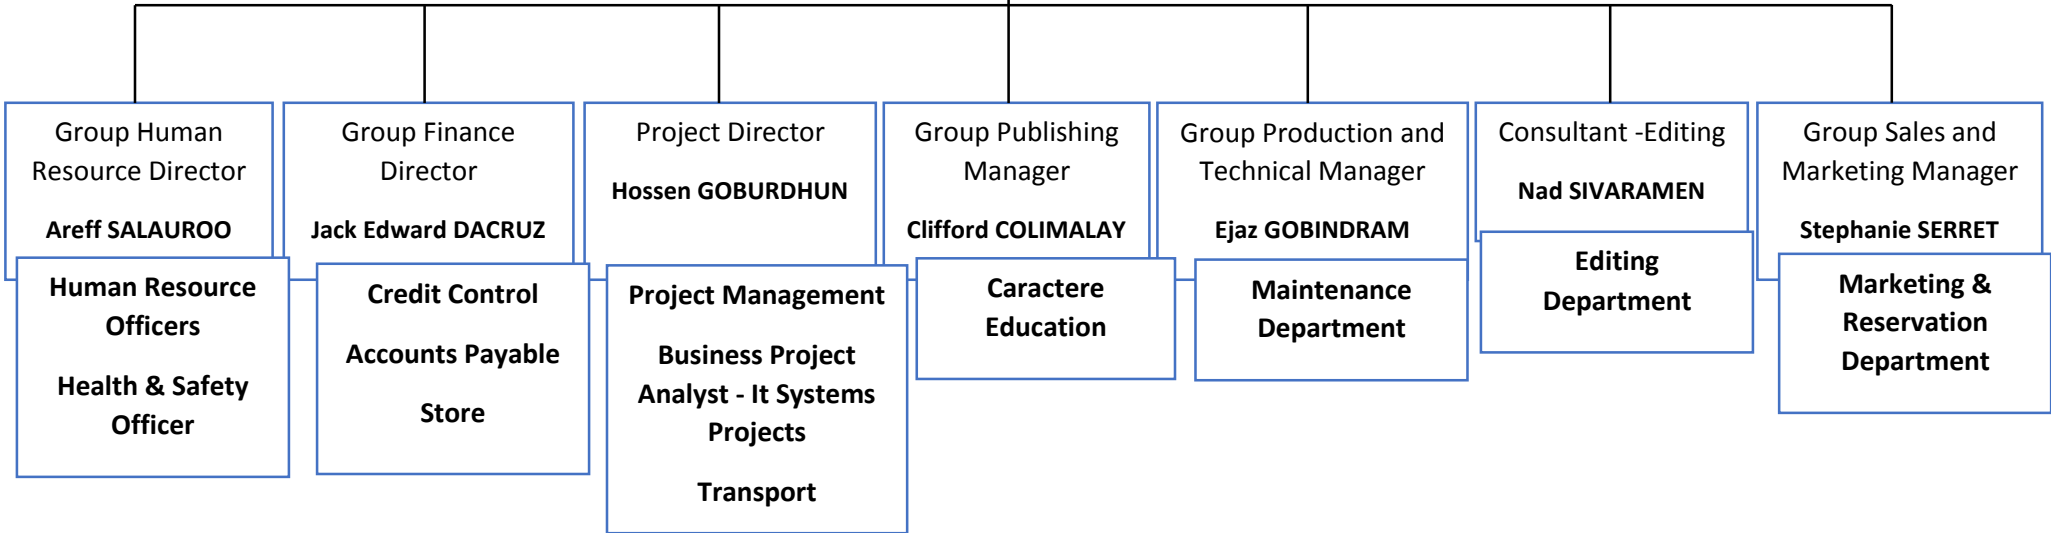 Group Human
Resource Director
Areff SALAUROO
Human Resource
Officers
Health & Safety
Officer
Group Finance
Director
Jack Edward DACRUZ
Credit Control
Accounts Payable
Store
Project Director
Hossen GOBURDHUN
Project Management
Business Project
Analyst - It Systems
Projects
Transport
Group Publishing
Manager
Clifford COLIMALAY
Caractere
Education
Group Production and
Technical Manager
Ejaz GOBINDRAM
Maintenance
Department
Consultant -Editing
Nad SIVARAMEN
Editing
Department
Group Sales and
Marketing Manager
Stephanie SERRET
Marketing &
Reservation
Department